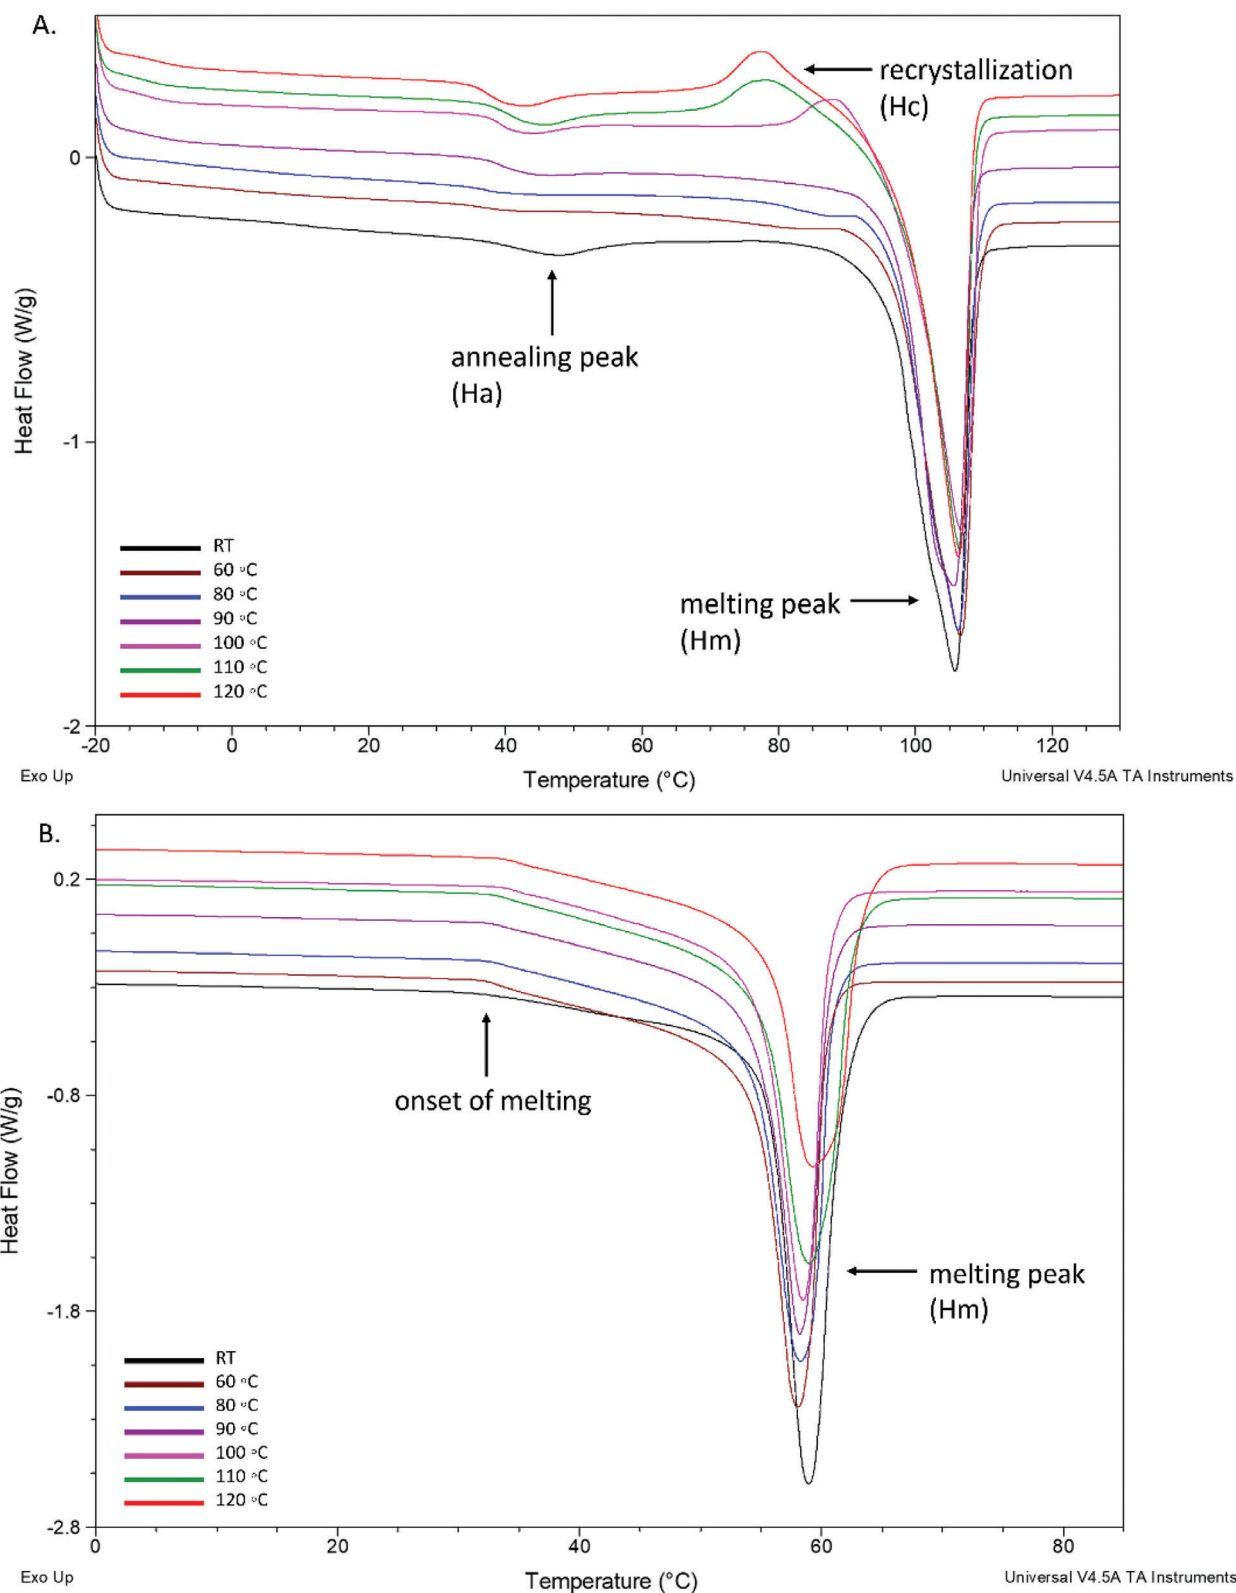 A.
recrystallization
(Hc)
0
annealing peak
(Ha)
Heat Flow (W/g)
-1
RT
60 °C
80 °C
90 °C
100 °C
110 °C
120 °C
melting peak
(Hm)
-2
-20 0 20 40 60 80 100 120
Exo Up Temperature (°C) Universal V4.5A TA Instruments
B.
0.2
onset of melting
-0.8
Heat Flow (W/g)
melting peak
(Hm)
-1.8
RT
60 °C
80 °C
90 °C
100 °C
110 °C
120 °C
-2.8
0 20 40 60 80
Exo Up Temperature (°C) Universal V4.5A TA Instruments